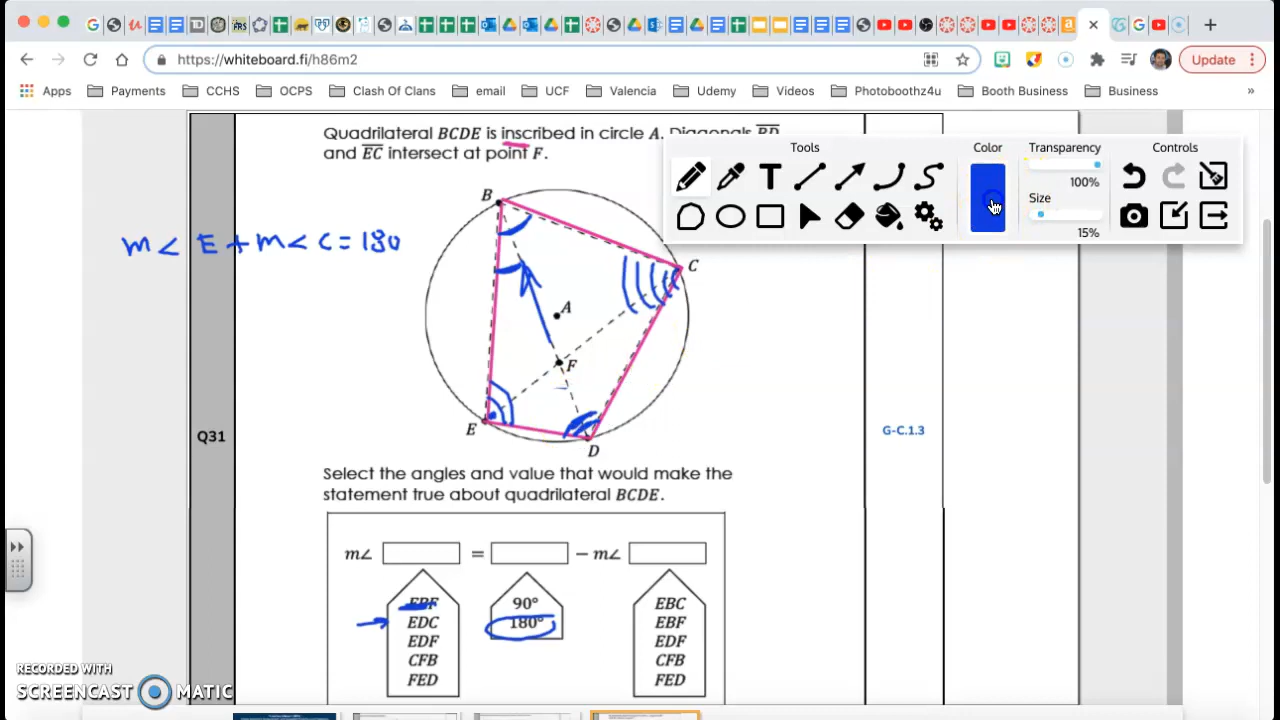 https://whiteboard.fi/h86m2
Update
Apps
Payments
CCHS
OCPS
Clash Of Clans
email
UCF
Valencia
Udemy
Videos
Photoboothz4u
Booth Business
Business
»
Quadrilateral BCDE is inscribed in circle A. Diagonals BD
and EC intersect at point F.
Tools
Color
Transparency
100%
Size
15%
Controls
m∠ E + m∠ C = 180
B
C
A
F
E
D
Q31
G-C.1.3
Select the angles and value that would make the
statement true about quadrilateral BCDE.
m∠ = − m∠
EBF
EDC
EDF
CFB
FED
90°
180°
EBC
EBF
EDF
CFB
FED
RECORDED WITH
SCREENCAST MATIC